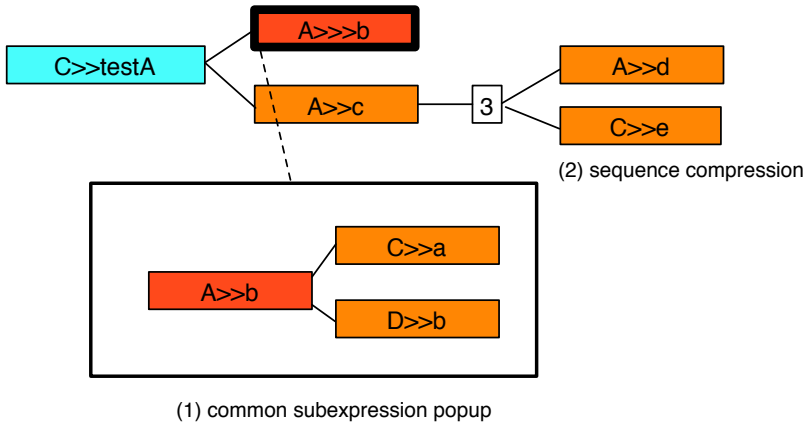 A>>>b
C>>testA
A>>d
A>>c
3
C>>e
(2) sequence compression
C>>a
A>>b
D>>b
(1) common subexpression popup